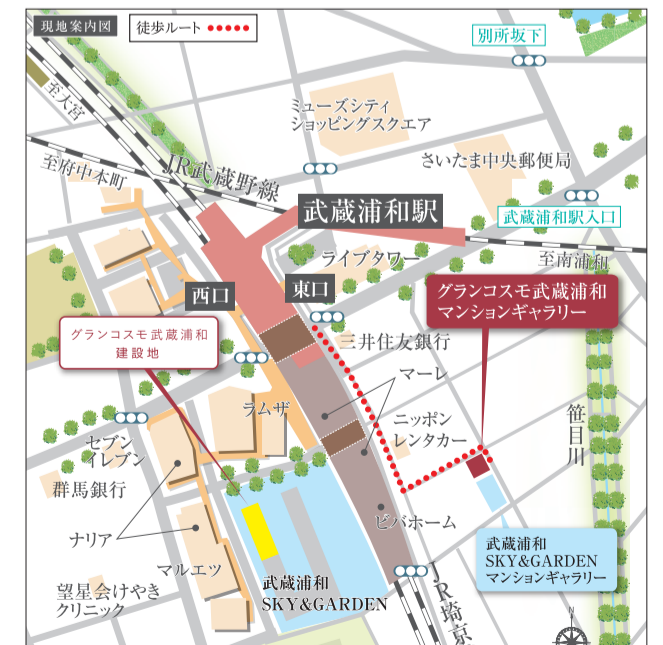 現地案内図
徒歩ルート
別所坂下
至大宮
ミューズシティ
ショッピングスクエア
さいたま中央郵便局
至府中本町
JR武蔵野線
武蔵浦和駅
武蔵浦和駅入口
至南浦和
ライブタワー
西口
東口
グランコスモ武蔵浦和
マンションギャラリー
グランコスモ武蔵浦和
建設地
三井住友銀行
マーレ
ラムザ
ニッポン
レンタカー
笹目川
セブン
イレブン
群馬銀行
ビバホーム
ナリア
マルエツ
武蔵浦和
SKY&GARDEN
マンションギャラリー
武蔵浦和
SKY&GARDEN
望星会けやき
クリニック
JR埼京
N